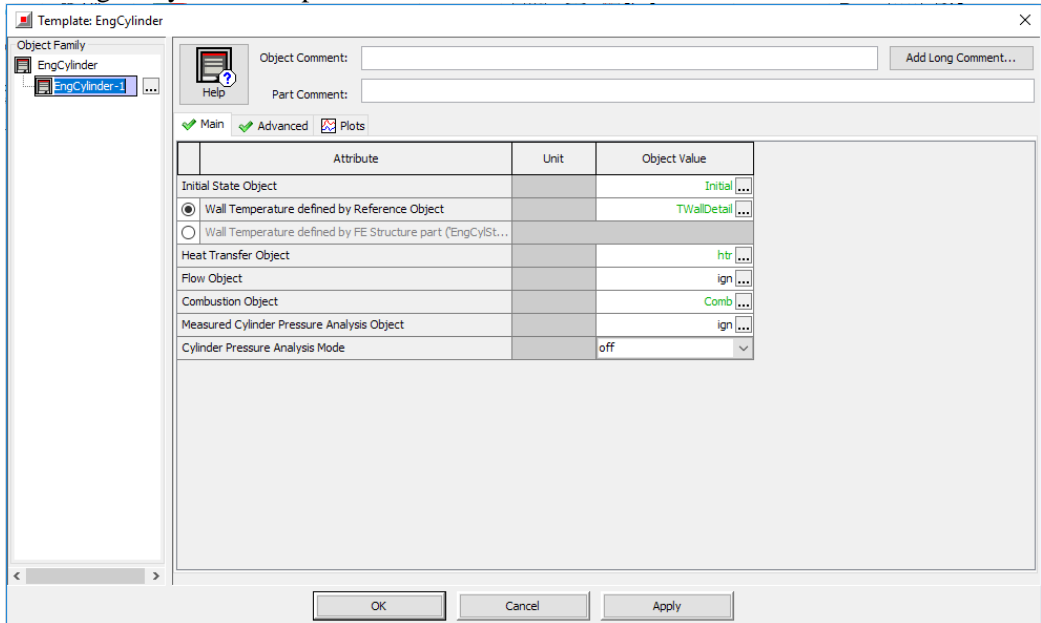 Template: EngCylinder
Object Family
EngCylinder
EngCylinder-1 ...
Help
Object Comment:
Add Long Comment...
Part Comment:
Main Advanced Plots
Attribute Unit Object Value
Initial State Object Initial ...
Wall Temperature defined by Reference Object TWallDetail ...
Wall Temperature defined by FE Structure part ('EngCylSt...
Heat Transfer Object htr ...
Flow Object ign ...
Combustion Object Comb ...
Measured Cylinder Pressure Analysis Object ign ...
Cylinder Pressure Analysis Mode off
OK Cancel Apply